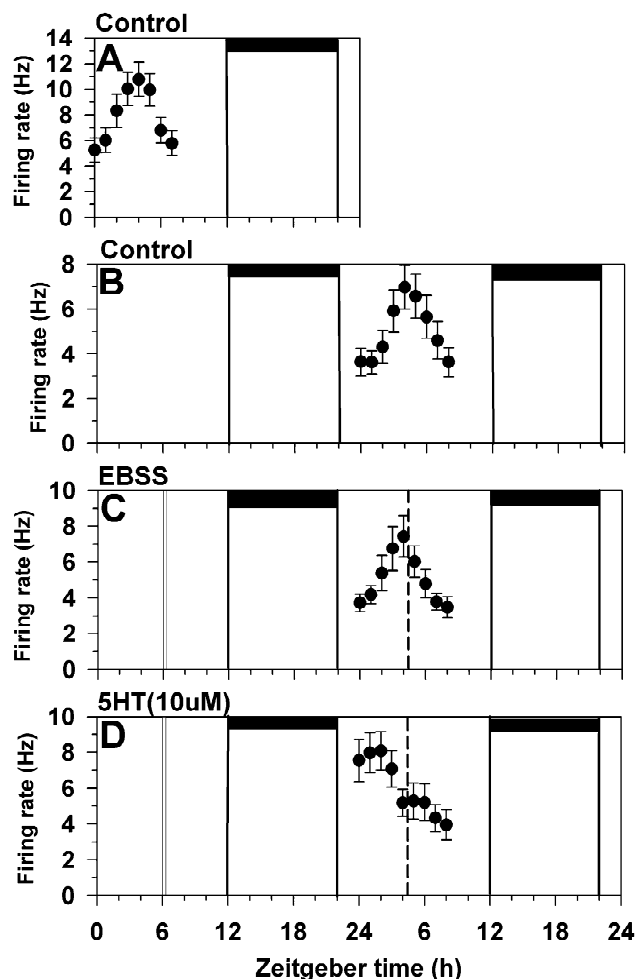 Control
A
14
12
10
8
6
4
2
0
Firing rate (Hz)
Control
B
8
6
4
2
0
Firing rate (Hz)
EBSS
C
10
8
6
4
2
0
Firing rate (Hz)
5HT(10uM)
D
10
8
6
4
2
0
Firing rate (Hz)
0 6 12 24 6 12 24
Zeitgeber time (h)